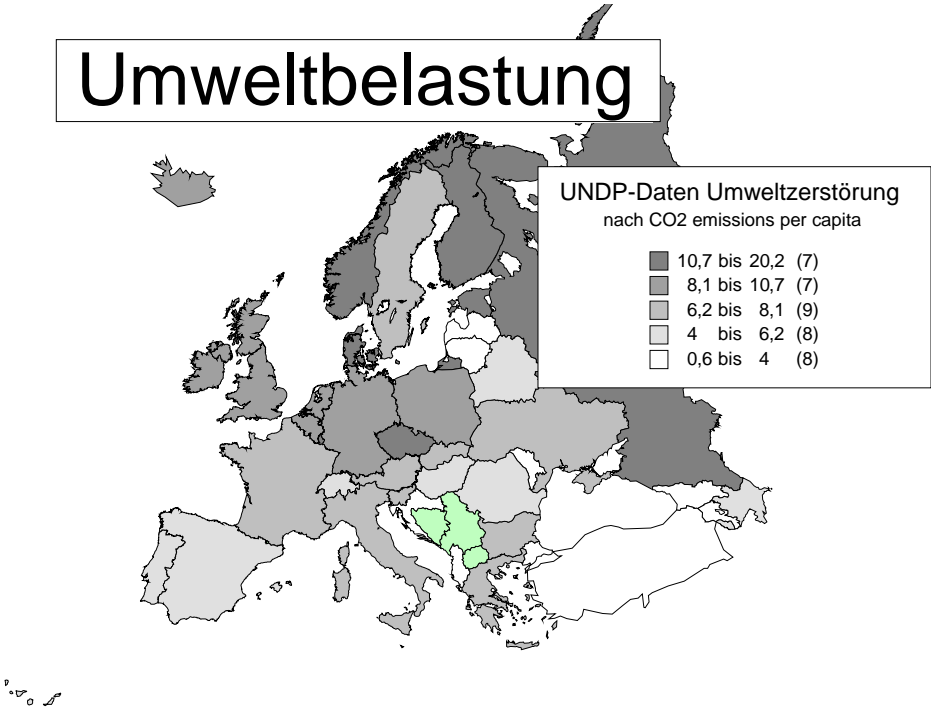 Umweltbelastung
UNDP-Daten Umweltzerstörung
nach CO2 emissions per capita
10,7 bis 20,2 (7)
8,1 bis 10,7 (7)
6,2 bis 8,1 (9)
4 bis 6,2 (8)
0,6 bis 4 (8)